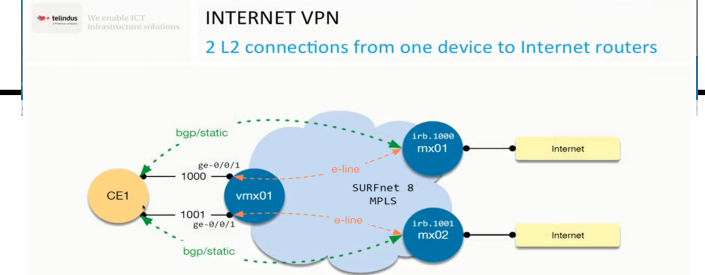 telindus
We enable ICT
infrastructure solutions
INTERNET VPN
2 L2 connections from one device to Internet routers
bgp/static
irb.1000
mx01
Internet
ge-0/0/1
1000
e-line
CE1
vmx01
SURFnet 8
MPLS
1001
ge-0/0/1
e-line
irb.1001
mx02
Internet
bgp/static